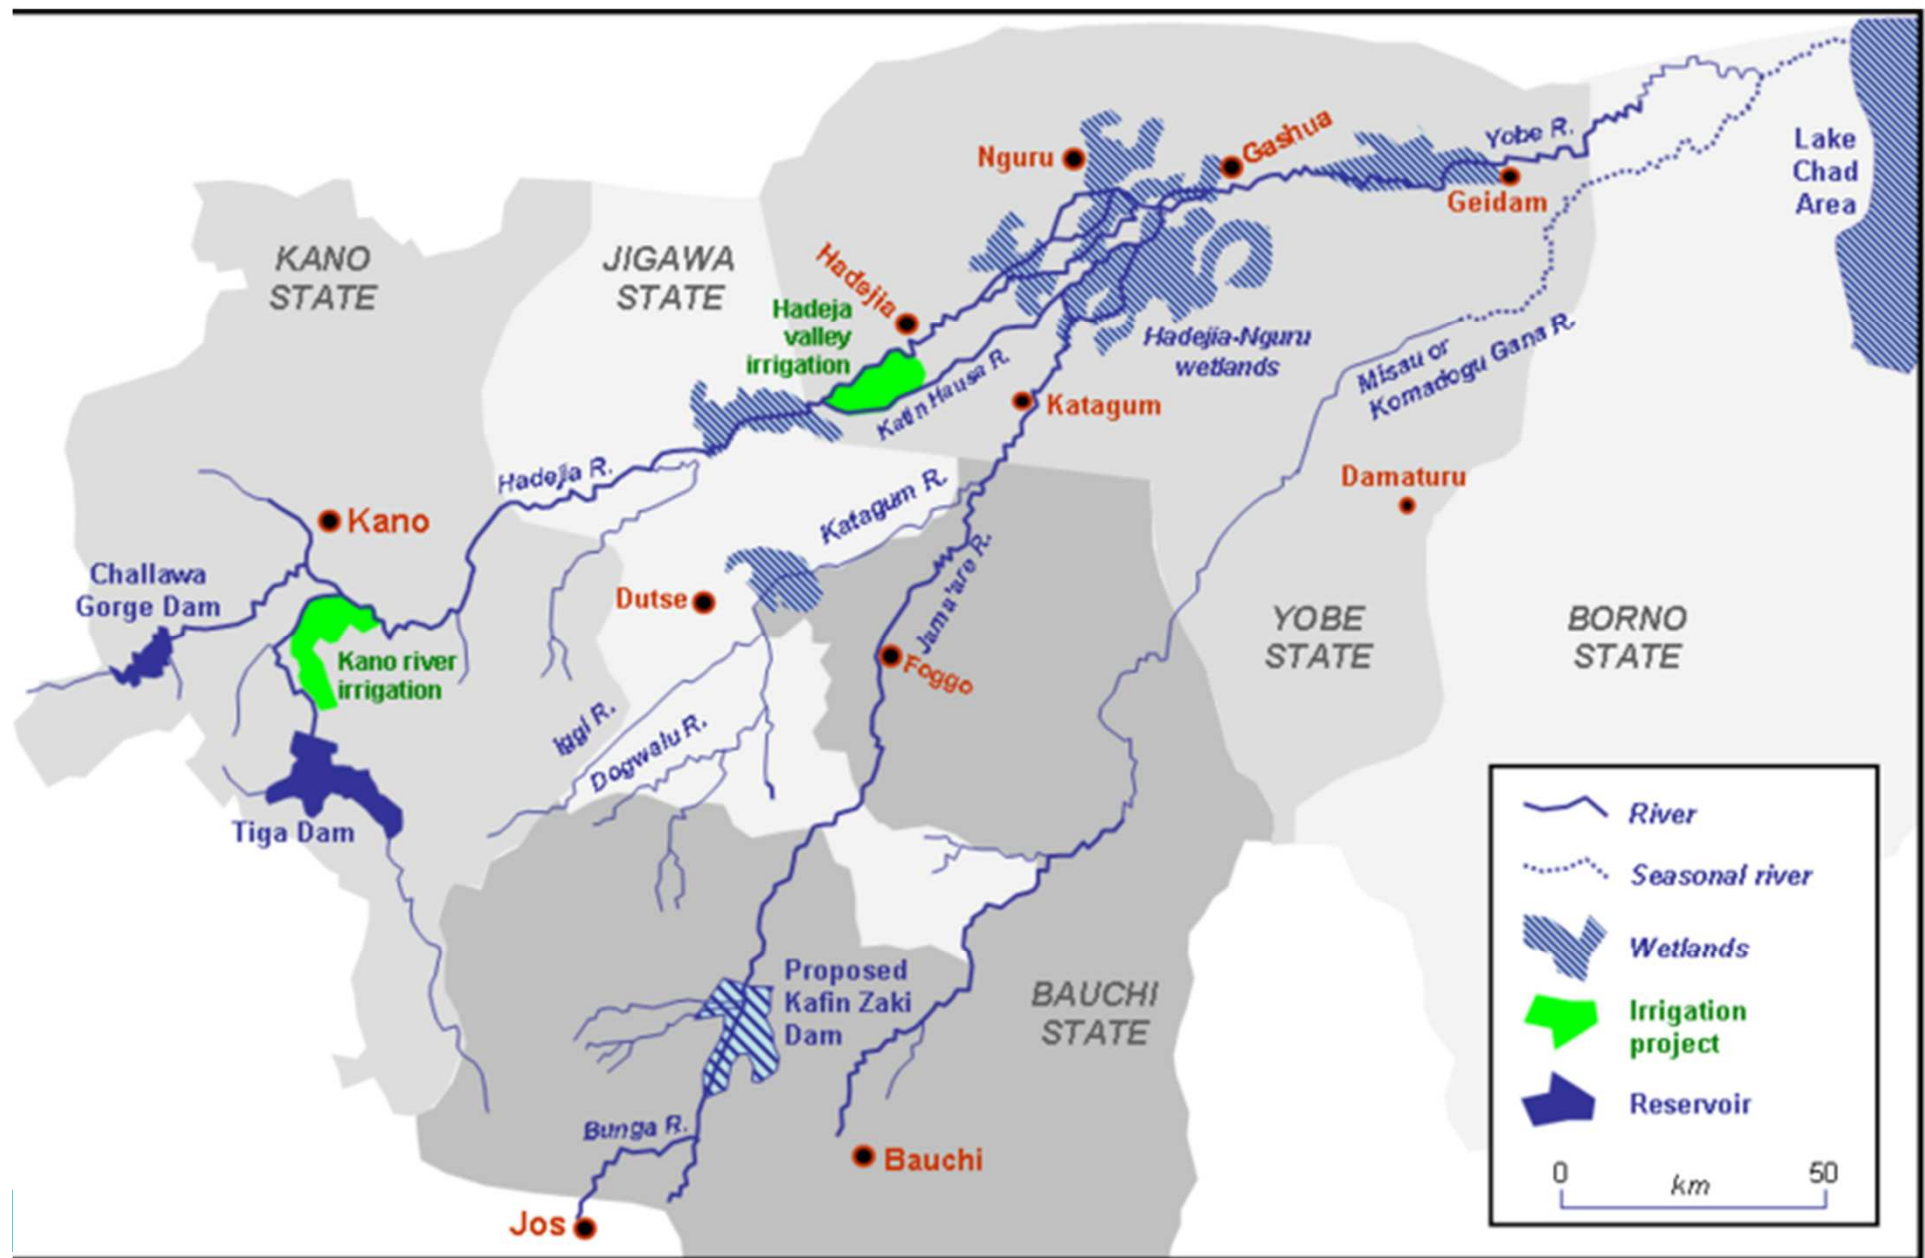 Nguru
Gashua
Yobe R.
Geidam
Lake
Chad
Area
KANO
STATE
JIGAWA
STATE
Hadejia
Hadeja
valley
irrigation
Hadejia-Nguru
wetlands
Katin Hausa R.
Misau or
Komadogu Gana R.
Katagum
Hadejia R.
Katagum R.
Damaturu
Kano
Challawa
Gorge Dam
Dutse
Jama'are R.
YOBE
STATE
BORNO
STATE
Kano river
irrigation
Foggo
Iggi R.
Dogwalu R.
Tiga Dam
Proposed
Kafin Zaki
Dam
BAUCHI
STATE
Bunga R.
Bauchi
Jos
River
Seasonal river
Wetlands
Irrigation
project
Reservoir
0 50
km